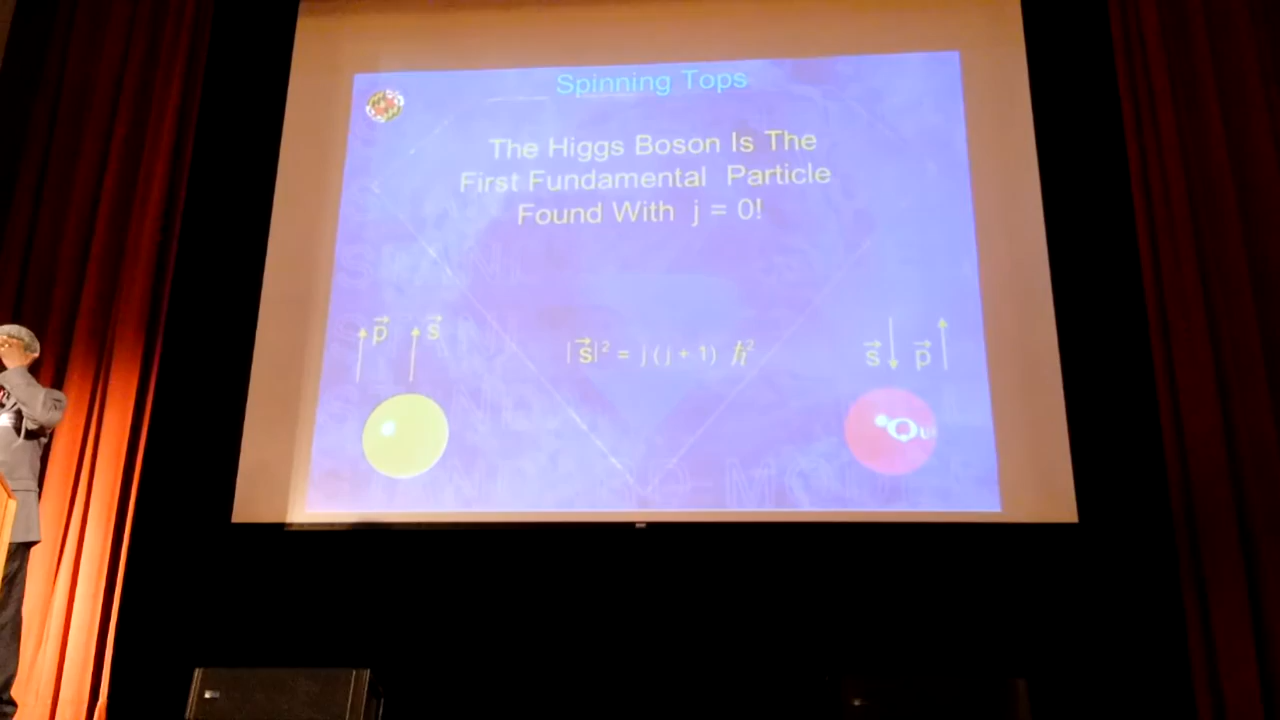 Spinning Tops
The Higgs Boson Is The
First Fundamental Particle
Found With j = 0!
p⃗ s⃗
|s⃗|² = j (j + 1) ℏ²
s⃗ p⃗